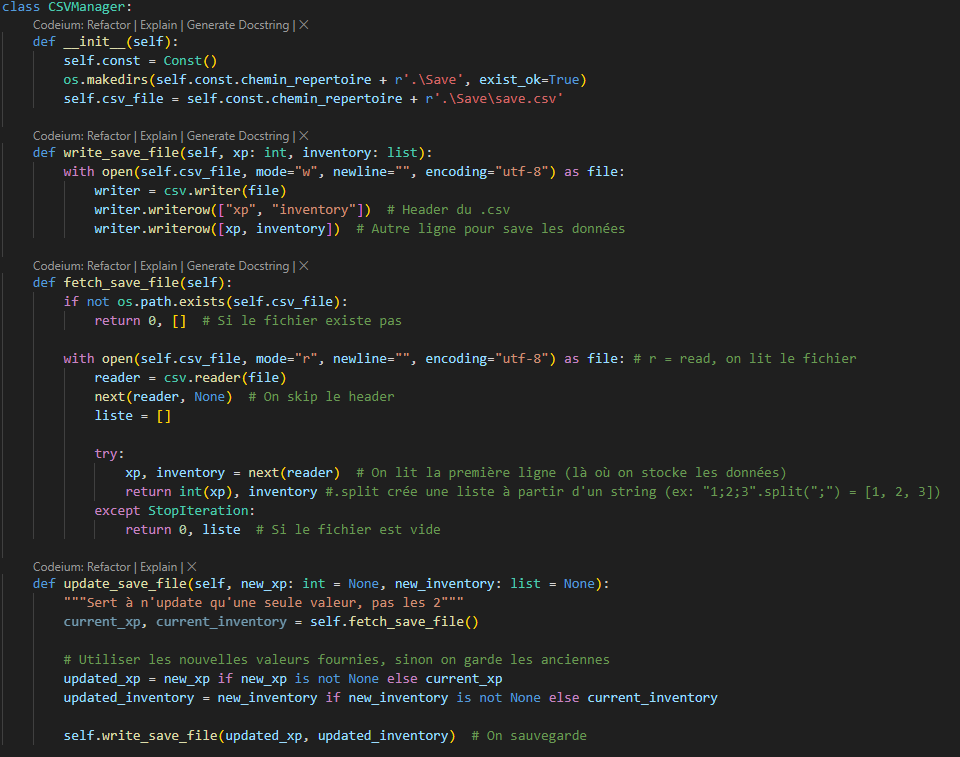 class CSVManager:
Codeium: Refactor | Explain | Generate Docstring | ✕
def __init__(self):
self.const = Const()
os.makedirs(self.const.chemin_repertoire + r'.\Save', exist_ok=True)
self.csv_file = self.const.chemin_repertoire + r'.\Save\save.csv'
Codeium: Refactor | Explain | Generate Docstring | ✕
def write_save_file(self, xp: int, inventory: list):
with open(self.csv_file, mode="w", newline="", encoding="utf-8") as file:
writer = csv.writer(file)
writer.writerow(["xp", "inventory"])  # Header du .csv
writer.writerow([xp, inventory])  # Autre ligne pour save les données
Codeium: Refactor | Explain | Generate Docstring | ✕
def fetch_save_file(self):
if not os.path.exists(self.csv_file):
return 0, []  # Si le fichier existe pas
with open(self.csv_file, mode="r", newline="", encoding="utf-8") as file: # r = read, on lit le fichier
reader = csv.reader(file)
next(reader, None)  # On skip le header
liste = []
try:
xp, inventory = next(reader)  # On lit la première ligne (là où on stocke les données)
return int(xp), inventory #.split crée une liste à partir d'un string (ex: "1;2;3".split(";") = [1, 2, 3])
except StopIteration:
return 0, liste  # Si le fichier est vide
Codeium: Refactor | Explain | ✕
def update_save_file(self, new_xp: int = None, new_inventory: list = None):
"""Sert à n'update qu'une seule valeur, pas les 2"""
current_xp, current_inventory = self.fetch_save_file()
# Utiliser les nouvelles valeurs fournies, sinon on garde les anciennes
updated_xp = new_xp if new_xp is not None else current_xp
updated_inventory = new_inventory if new_inventory is not None else current_inventory
self.write_save_file(updated_xp, updated_inventory)  # On sauvegarde